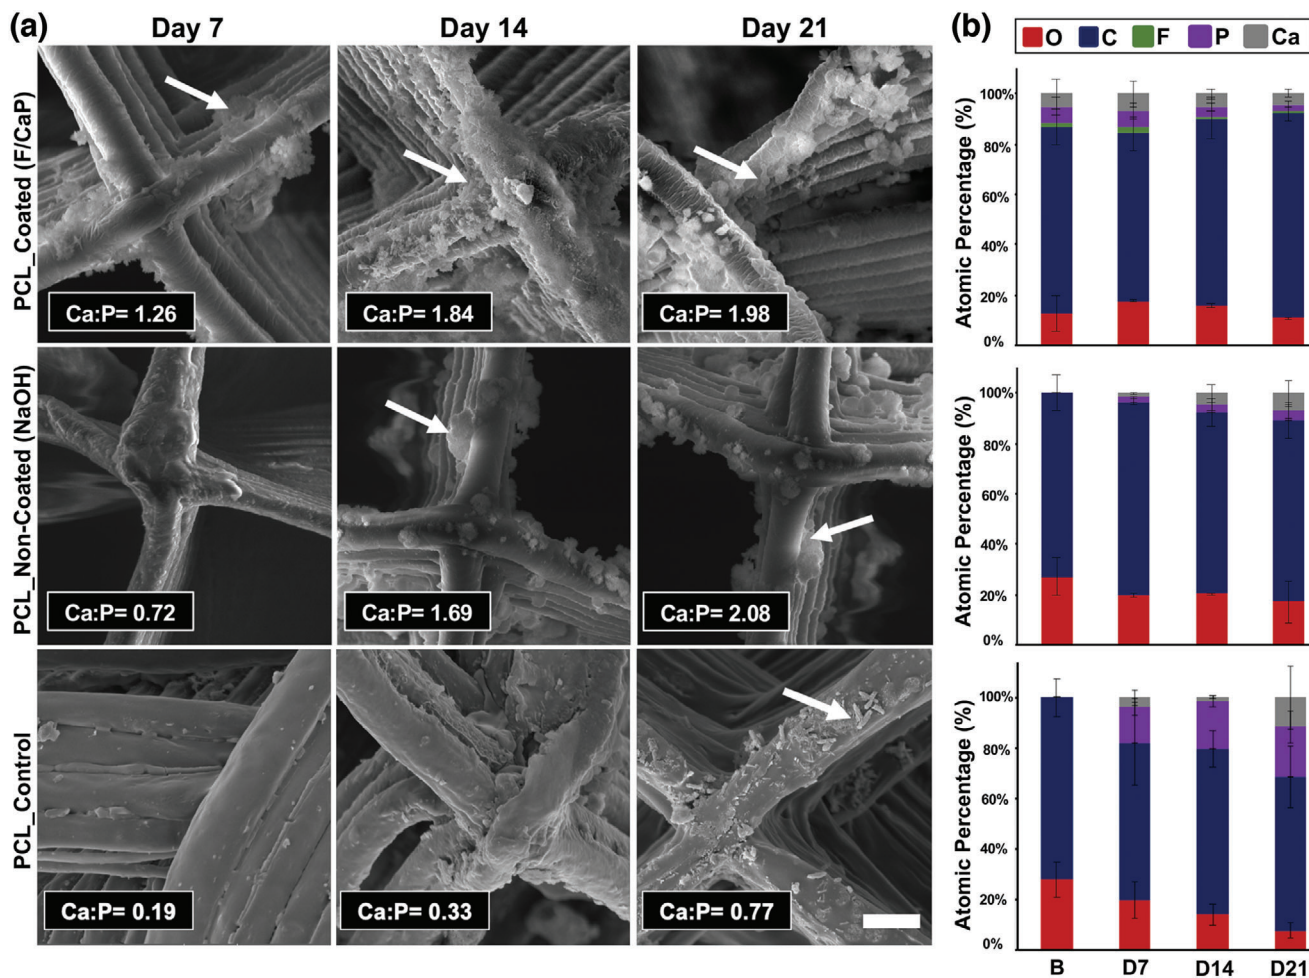 (a) Day 7 Day 14 Day 21
PCL_Coated (F/CaP)
Ca:P= 1.26
Ca:P= 1.84
Ca:P= 1.98
PCL_Non-Coated (NaOH)
Ca:P= 0.72
Ca:P= 1.69
Ca:P= 2.08
PCL_Control
Ca:P= 0.19
Ca:P= 0.33
Ca:P= 0.77
(b) O C F P Ca
Atomic Percentage (%)
100%
80%
60%
40%
20%
0%
Atomic Percentage (%)
100%
80%
60%
40%
20%
0%
Atomic Percentage (%)
100%
80%
60%
40%
20%
0%
B D7 D14 D21